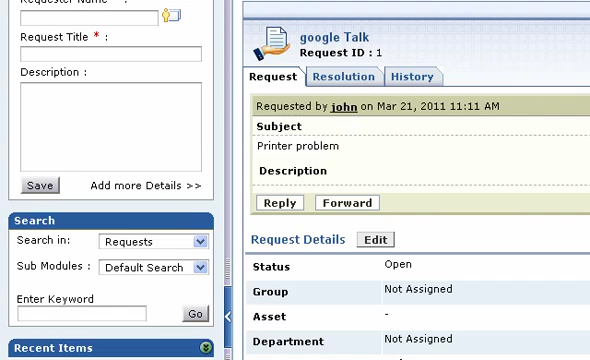 Requester Name * :
Request Title * :
Description :
Save
Add more Details >>
Search
Search in:
Requests
Sub Modules :
Default Search
Enter Keyword
Go
Recent Items
google Talk
Request ID : 1
Request
Resolution
History
Requested by john on Mar 21, 2011 11:11 AM
Subject
Printer problem
Description
Reply
Forward
Request Details
Edit
Status
Open
Group
Not Assigned
Asset
-
Department
Not Assigned